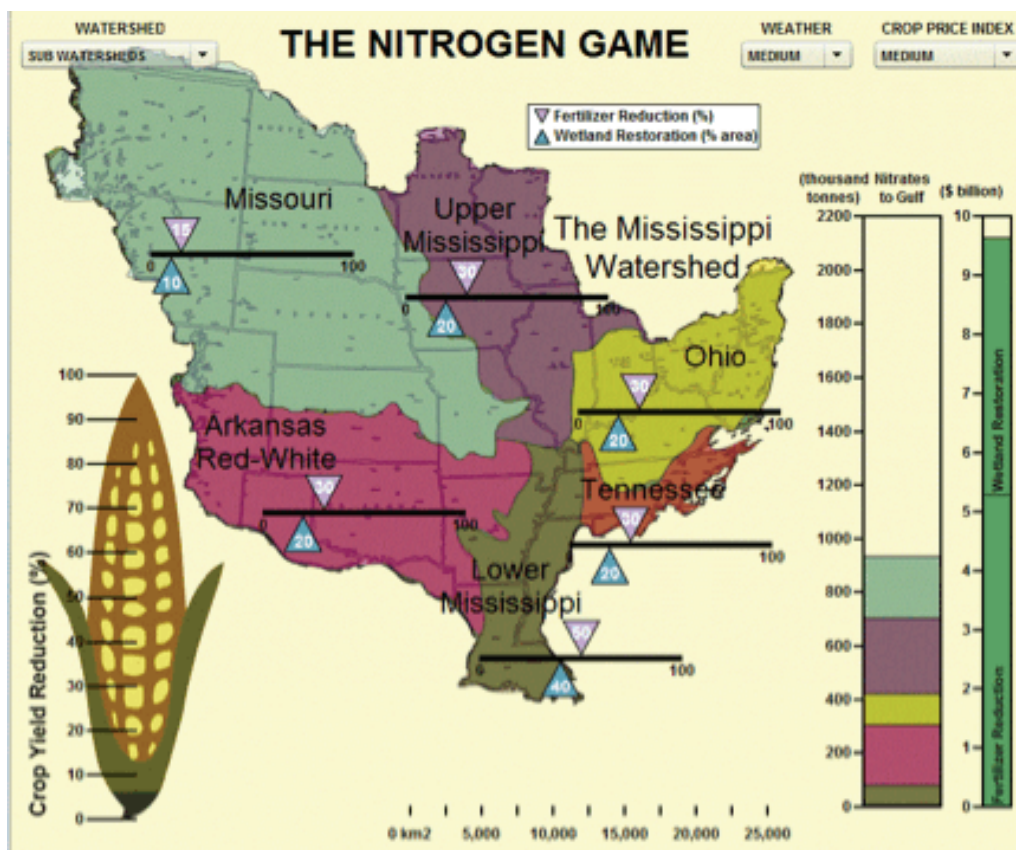 WATERSHED
SUB WATERSHEDS
THE NITROGEN GAME
WEATHER
MEDIUM
CROP PRICE INDEX
MEDIUM
Fertilizer Reduction (%)
Wetland Restoration (% area)
Missouri
15
0 100
10
Upper
Mississippi
30
0 100
20
The Mississippi
Watershed
Ohio
30
0 100
20
Arkansas
Red-White
30
0 100
20
Tennessee
30
100
20
Lower
Mississippi
50
0 100
40
Crop Yield Reduction (%)
100
90
80
70
60
50
40
30
20
10
0
0 km2 5,000 10,000 15,000 20,000 25,000
(thousand tonnes)
Nitrates to Gulf
2200
2000
1800
1600
1400
1200
1000
800
600
400
200
0
($ billion)
10
9
8
7
6
5
4
3
2
1
0
Wetland Restoration
Fertilizer Reduction